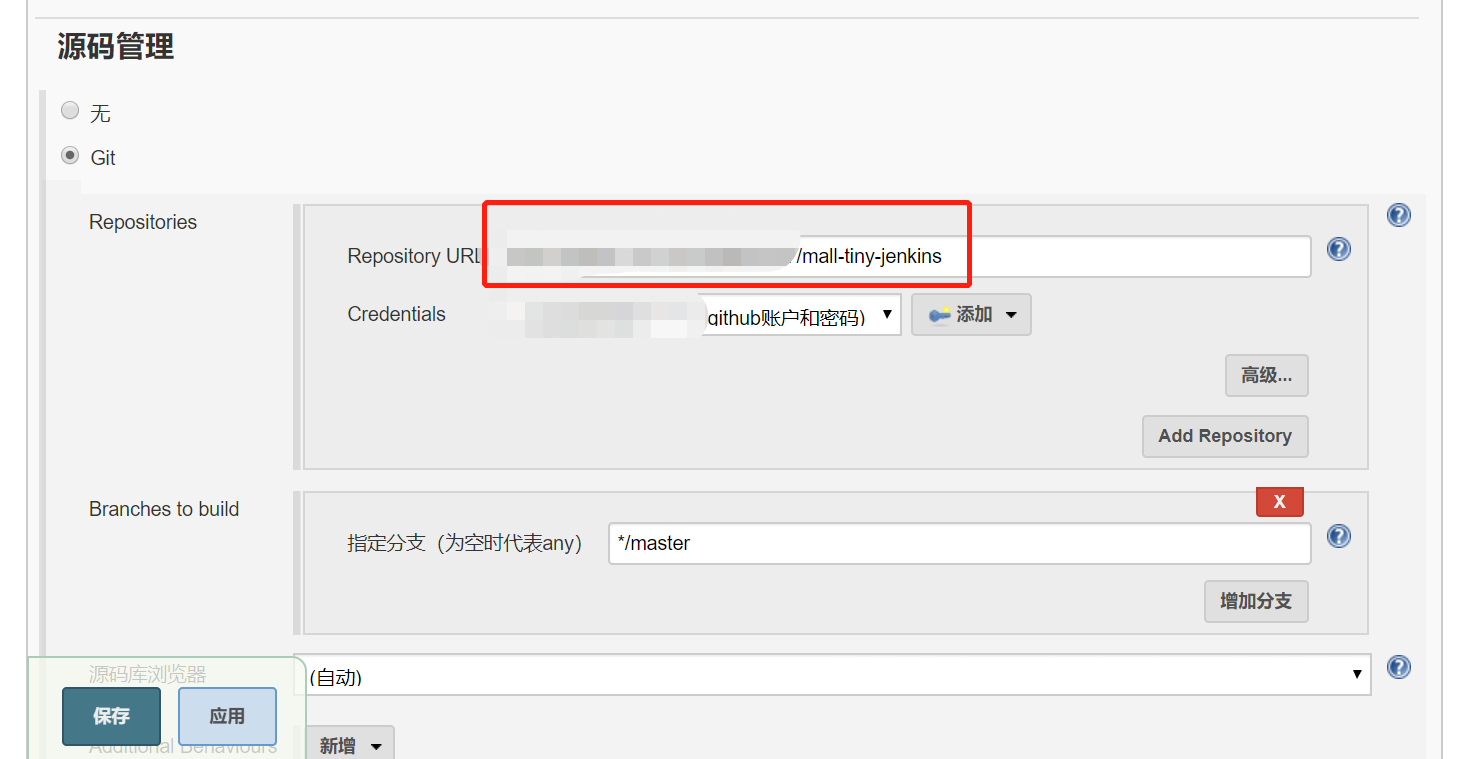 源码管理
无
Git
Repositories
Repository URL
/mall-tiny-jenkins
Credentials
github账户和密码)
添加
高级...
Add Repository
Branches to build
X
指定分支（为空时代表any）
*/master
增加分支
源码库浏览器
(自动)
保存
应用
Additional Behaviours
新增